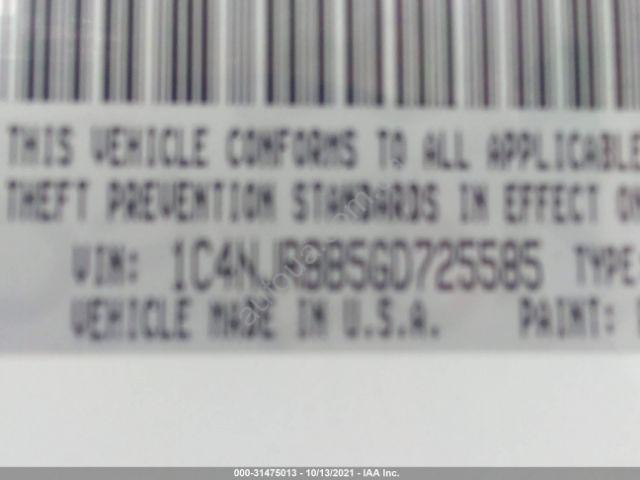 THIS VEHICLE CONFORMS TO ALL APPLICABLE
THEFT PREVENTION STANDARDS IN EFFECT ON
VIN: 1C4NJRBB5GD725585 TYPE:
VEHICLE MADE IN U.S.A. PAINT:
000-31475013 - 10/13/2021 - IAA Inc.